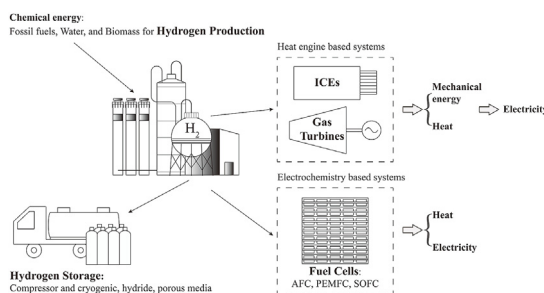 Chemical energy:
Fossil fuels, Water, and Biomass for Hydrogen Production
Heat engine based systems
ICEs
Gas
Turbines
Mechanical
energy
Heat
Electricity
H2
Electrochemistry based systems
Heat
Electricity
Fuel Cells:
AFC, PEMFC, SOFC
Hydrogen Storage:
Compressor and cryogenic, hydride, porous media